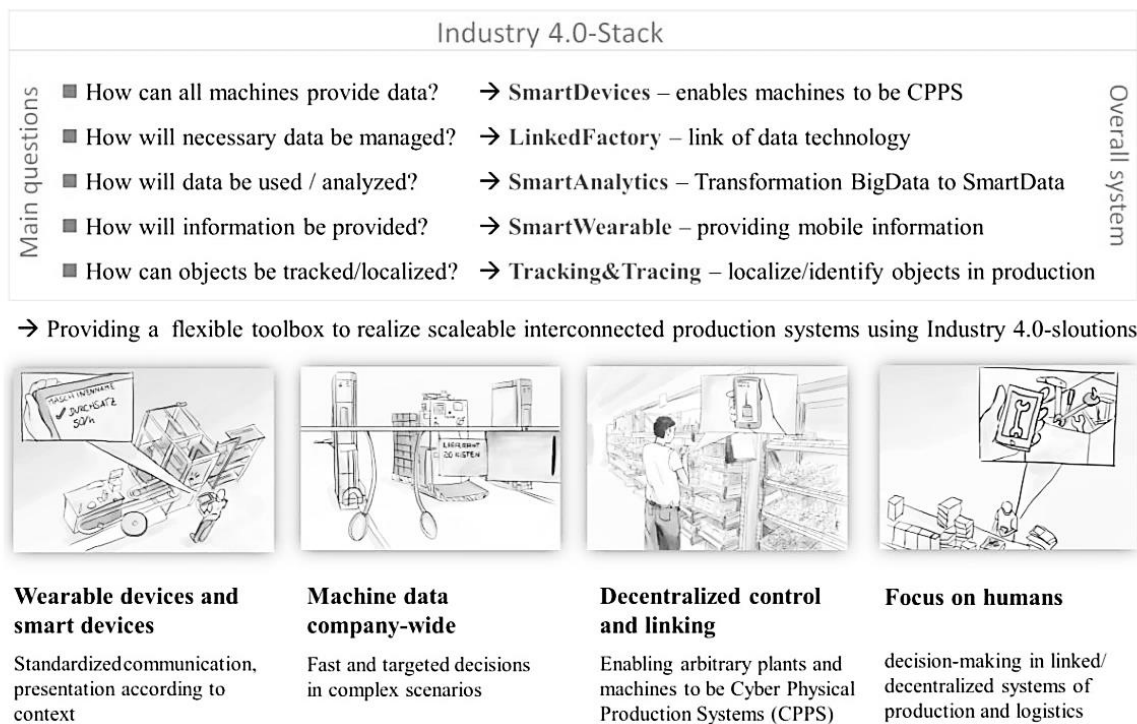 Industry 4.0-Stack
Main questions
■ How can all machines provide data? → SmartDevices – enables machines to be CPPS
■ How will necessary data be managed? → LinkedFactory – link of data technology
■ How will data be used / analyzed? → SmartAnalytics – Transformation BigData to SmartData
■ How will information be provided? → SmartWearable – providing mobile information
■ How can objects be tracked/localized? → Tracking&Tracing – localize/identify objects in production
Overall system
→ Providing a flexible toolbox to realize scaleable interconnected production systems using Industry 4.0-sloutions
MASCHINENNAME
✓ DURCHSATZ
50/h
20 KISTEN
Wearable devices and
smart devices
Standardized communication,
presentation according to
context
Machine data
company-wide
Fast and targeted decisions
in complex scenarios
Decentralized control
and linking
Enabling arbitrary plants and
machines to be Cyber Physical
Production Systems (CPPS)
Focus on humans
decision-making in linked/
decentralized systems of
production and logistics